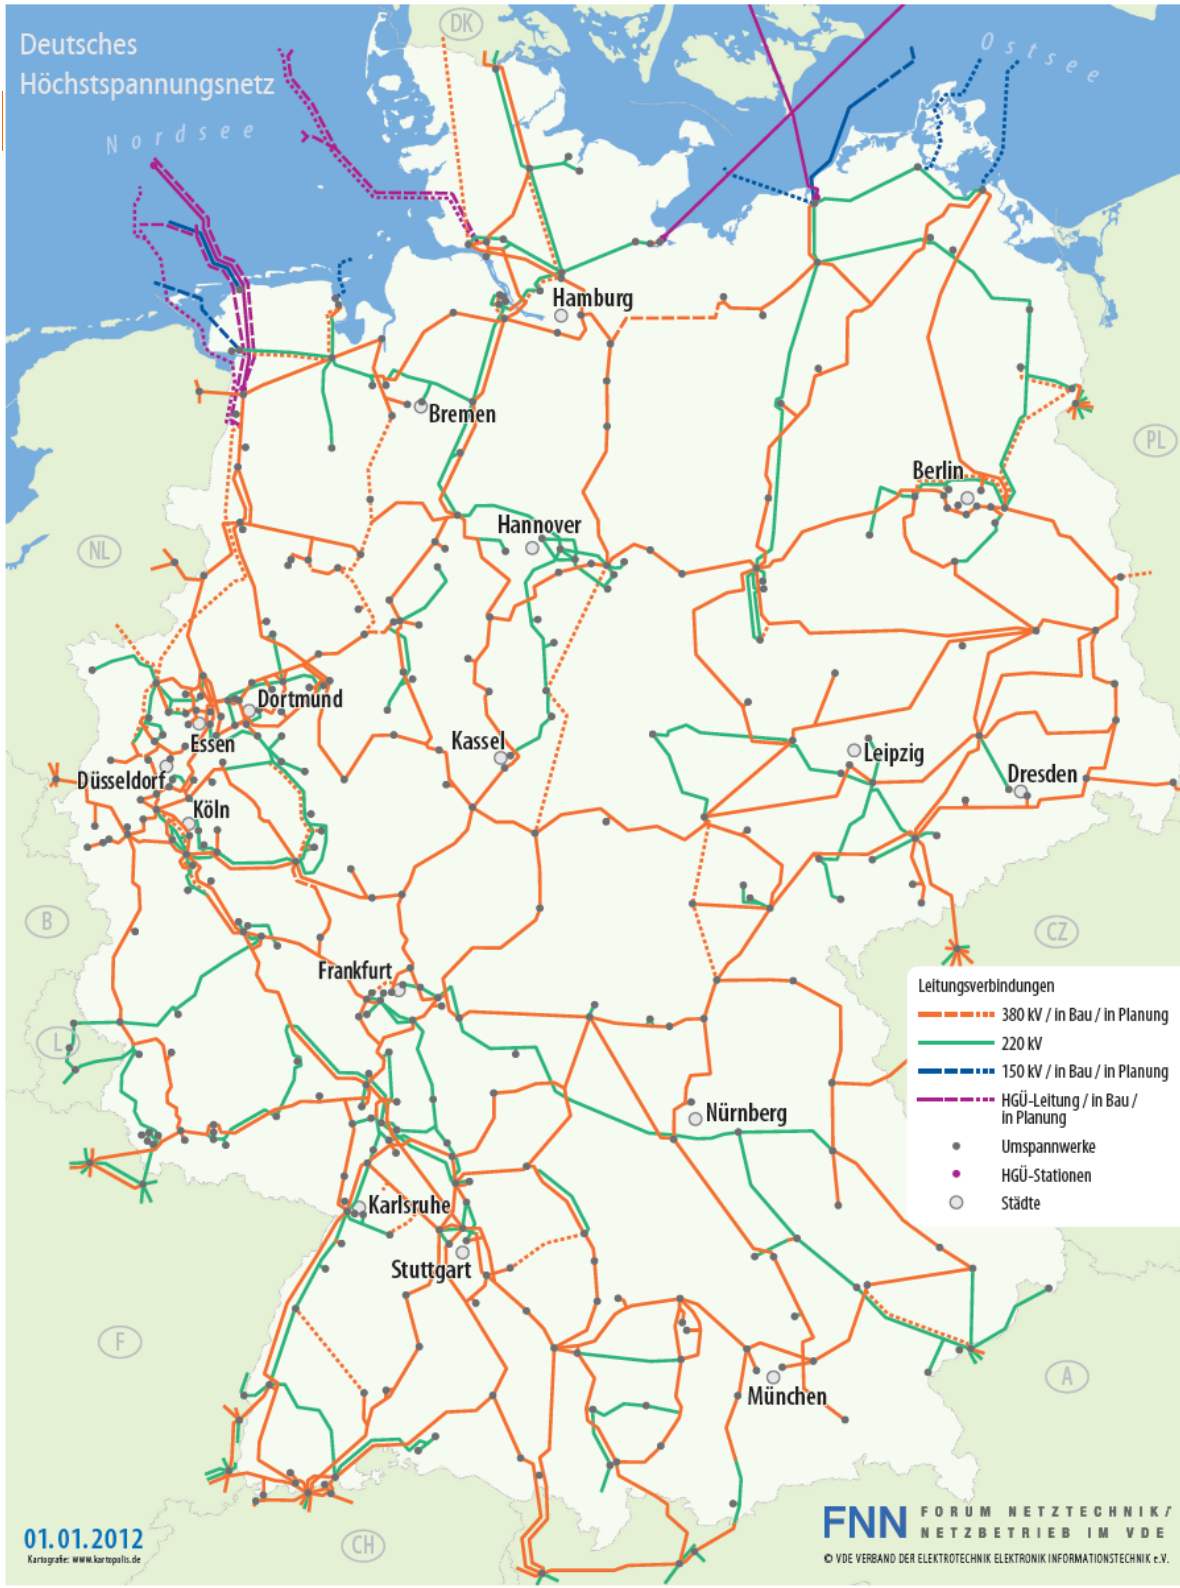 Deutsches
Höchstspannungsnetz
DK
Ostsee
Nordsee
Hamburg
Bremen
PL
Berlin
Hannover
NL
Dortmund
Essen
Kassel
Leipzig
Düsseldorf
Dresden
Köln
B
CZ
Frankfurt
Leitungsverbindungen
380 kV / in Bau / in Planung
L
220 kV
150 kV / in Bau / in Planung
HGÜ-Leitung / in Bau /
in Planung
Nürnberg
Umspannwerke
HGÜ-Stationen
Städte
Karlsruhe
Stuttgart
F
A
München
FNN FORUM NETZTECHNIK/
NETZBETRIEB IM VDE
01.01.2012
CH
Kartografie: www.kartopolis.de
© VDE VERBAND DER ELEKTROTECHNIK ELEKTRONIK INFORMATIONSTECHNIK e.V.